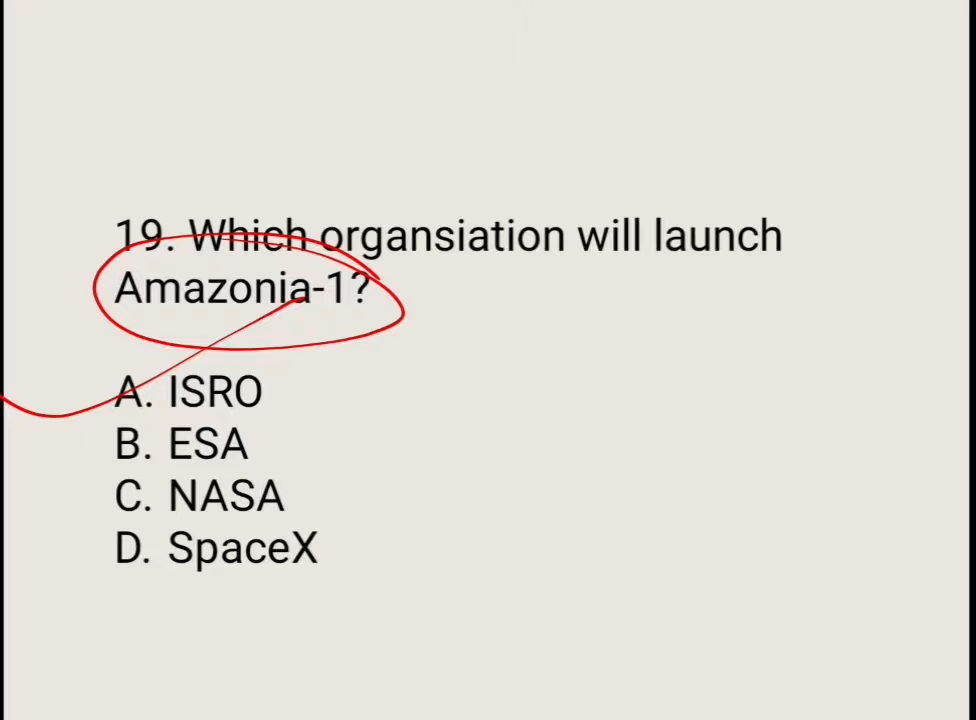 19. Which organsiation will launch
Amazonia-1?
A. ISRO
B. ESA
C. NASA
D. SpaceX